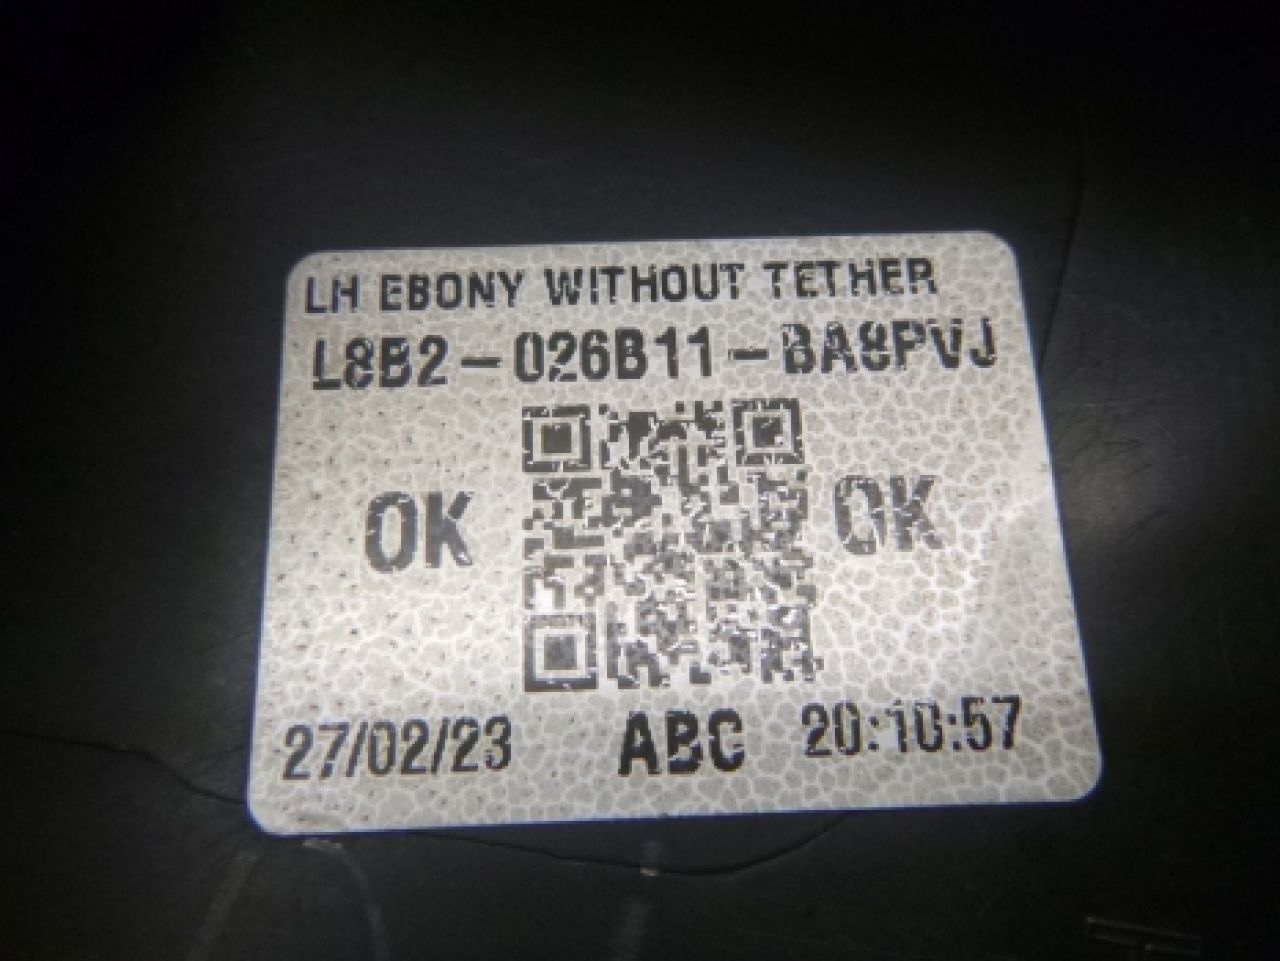 LH EBONY WITHOUT TETHER
L8B2-026B11-BA8PVJ
OK OK
27/02/23 ABC 20:10:57